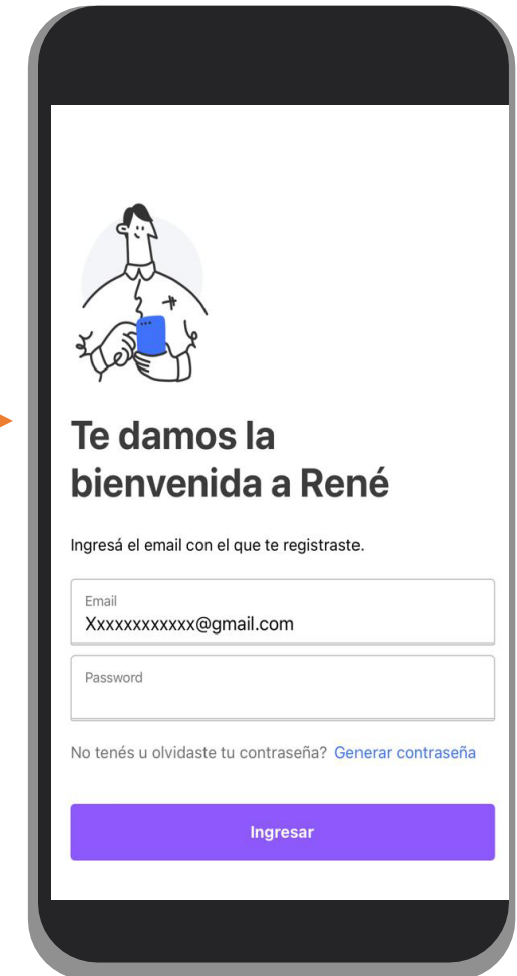 Te damos la
bienvenida a René
Ingresá el email con el que te registraste.
Email
Xxxxxxxxxxxx@gmail.com
Password
No tenés u olvidaste tu contraseña? Generar contraseña
Ingresar